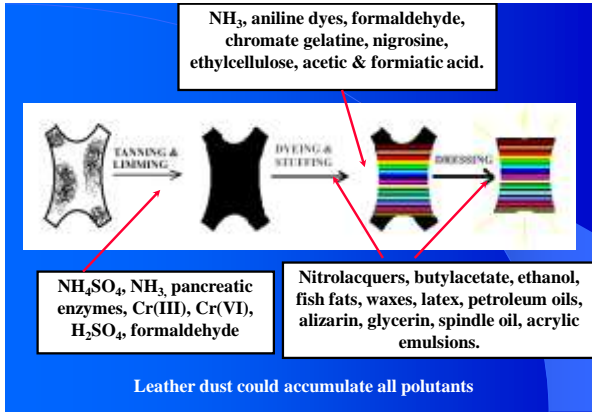 NH₃, aniline dyes, formaldehyde,
chromate gelatine, nigrosine,
ethylcellulose, acetic & formiatic acid.
TANNING &
LIMMING
DYEING &
STUFFING
DRESSING
NH₄SO₄, NH₃, pancreatic
enzymes, Cr(III), Cr(VI),
H₂SO₄, formaldehyde
Nitrolacquers, butylacetate, ethanol,
fish fats, waxes, latex, petroleum oils,
alizarin, glycerin, spindle oil, acrylic
emulsions.
Leather dust could accumulate all polutants